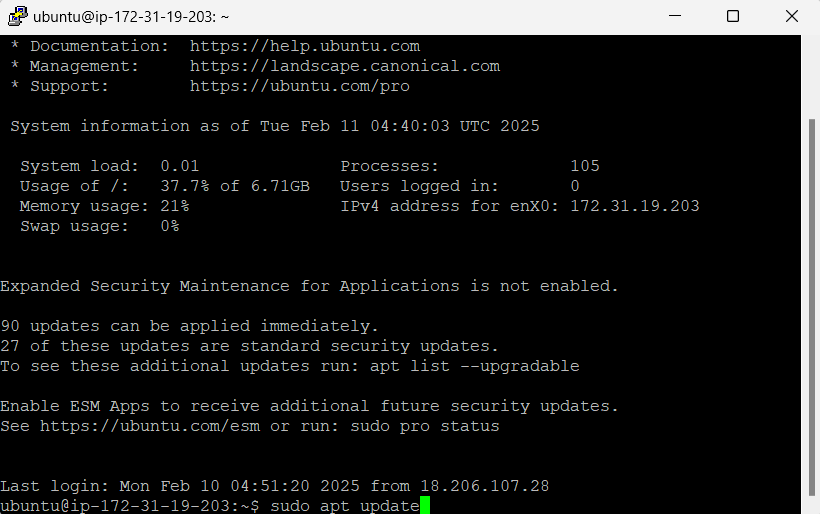 ubuntu@ip-172-31-19-203: ~
 * Documentation:  https://help.ubuntu.com
 * Management:     https://landscape.canonical.com
 * Support:        https://ubuntu.com/pro
 System information as of Tue Feb 11 04:40:03 UTC 2025
  System load:  0.01              Processes:             105
  Usage of /:   37.7% of 6.71GB   Users logged in:       0
  Memory usage: 21%               IPv4 address for enX0: 172.31.19.203
  Swap usage:   0%
Expanded Security Maintenance for Applications is not enabled.
90 updates can be applied immediately.
27 of these updates are standard security updates.
To see these additional updates run: apt list --upgradable
Enable ESM Apps to receive additional future security updates.
See https://ubuntu.com/esm or run: sudo pro status
Last login: Mon Feb 10 04:51:20 2025 from 18.206.107.28
ubuntu@ip-172-31-19-203:~$ sudo apt update